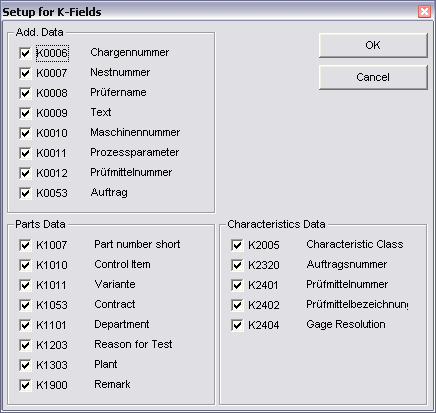 Setup for K-Fields
Add. Data
K0006 Chargennummer
K0007 Nestnummer
K0008 Prüfername
K0009 Text
K0010 Maschinennummer
K0011 Prozessparameter
K0012 Prüfmittelnummer
K0053 Auftrag
OK
Cancel
Parts Data
K1007 Part number short
K1010 Control Item
K1011 Variante
K1053 Contract
K1101 Department
K1203 Reason for Test
K1303 Plant
K1900 Remark
Characteristics Data
K2005 Characteristic Class
K2320 Auftragsnummer
K2401 Prüfmittelnummer
K2402 Prüfmittelbezeichnung
K2404 Gage Resolution